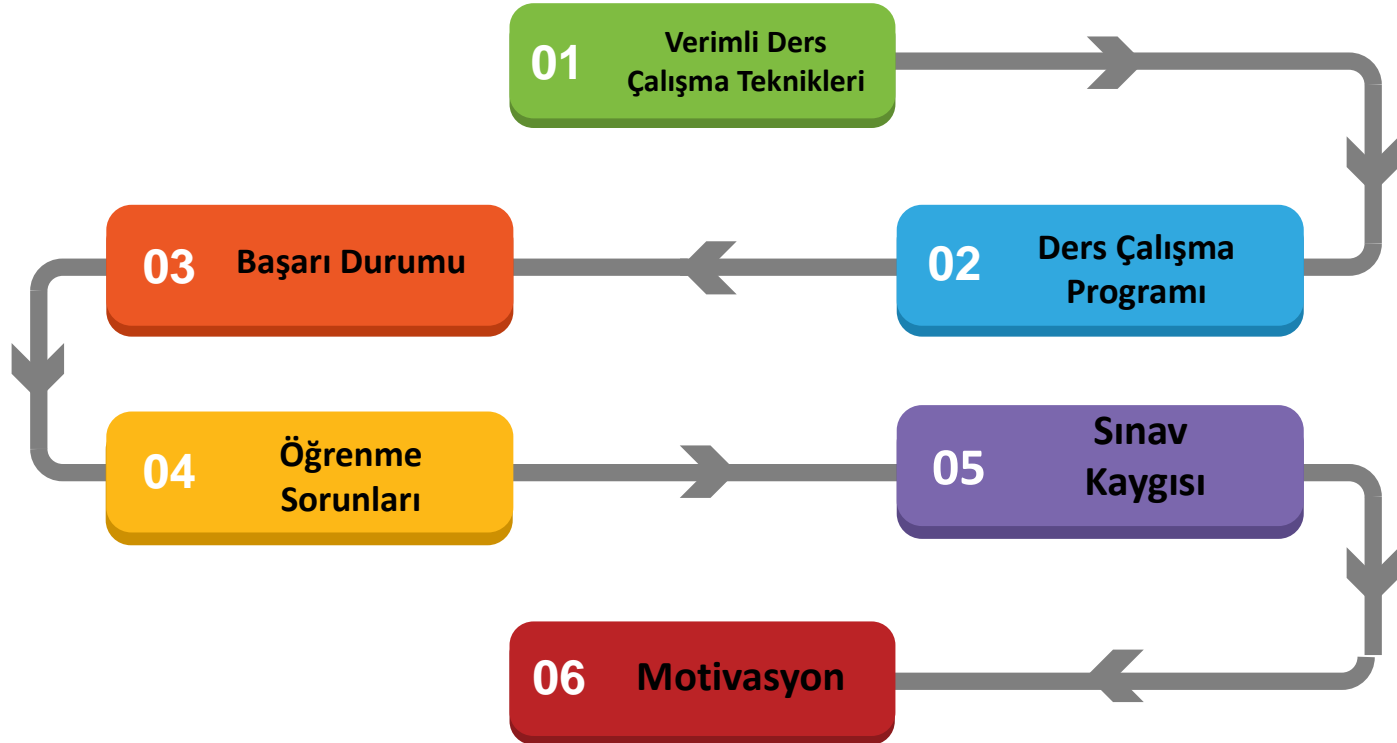 01
Verimli Ders
Çalışma Teknikleri
02
Ders Çalışma
Programı
03
Başarı Durumu
04
Öğrenme
Sorunları
05
Sınav
Kaygısı
06
Motivasyon